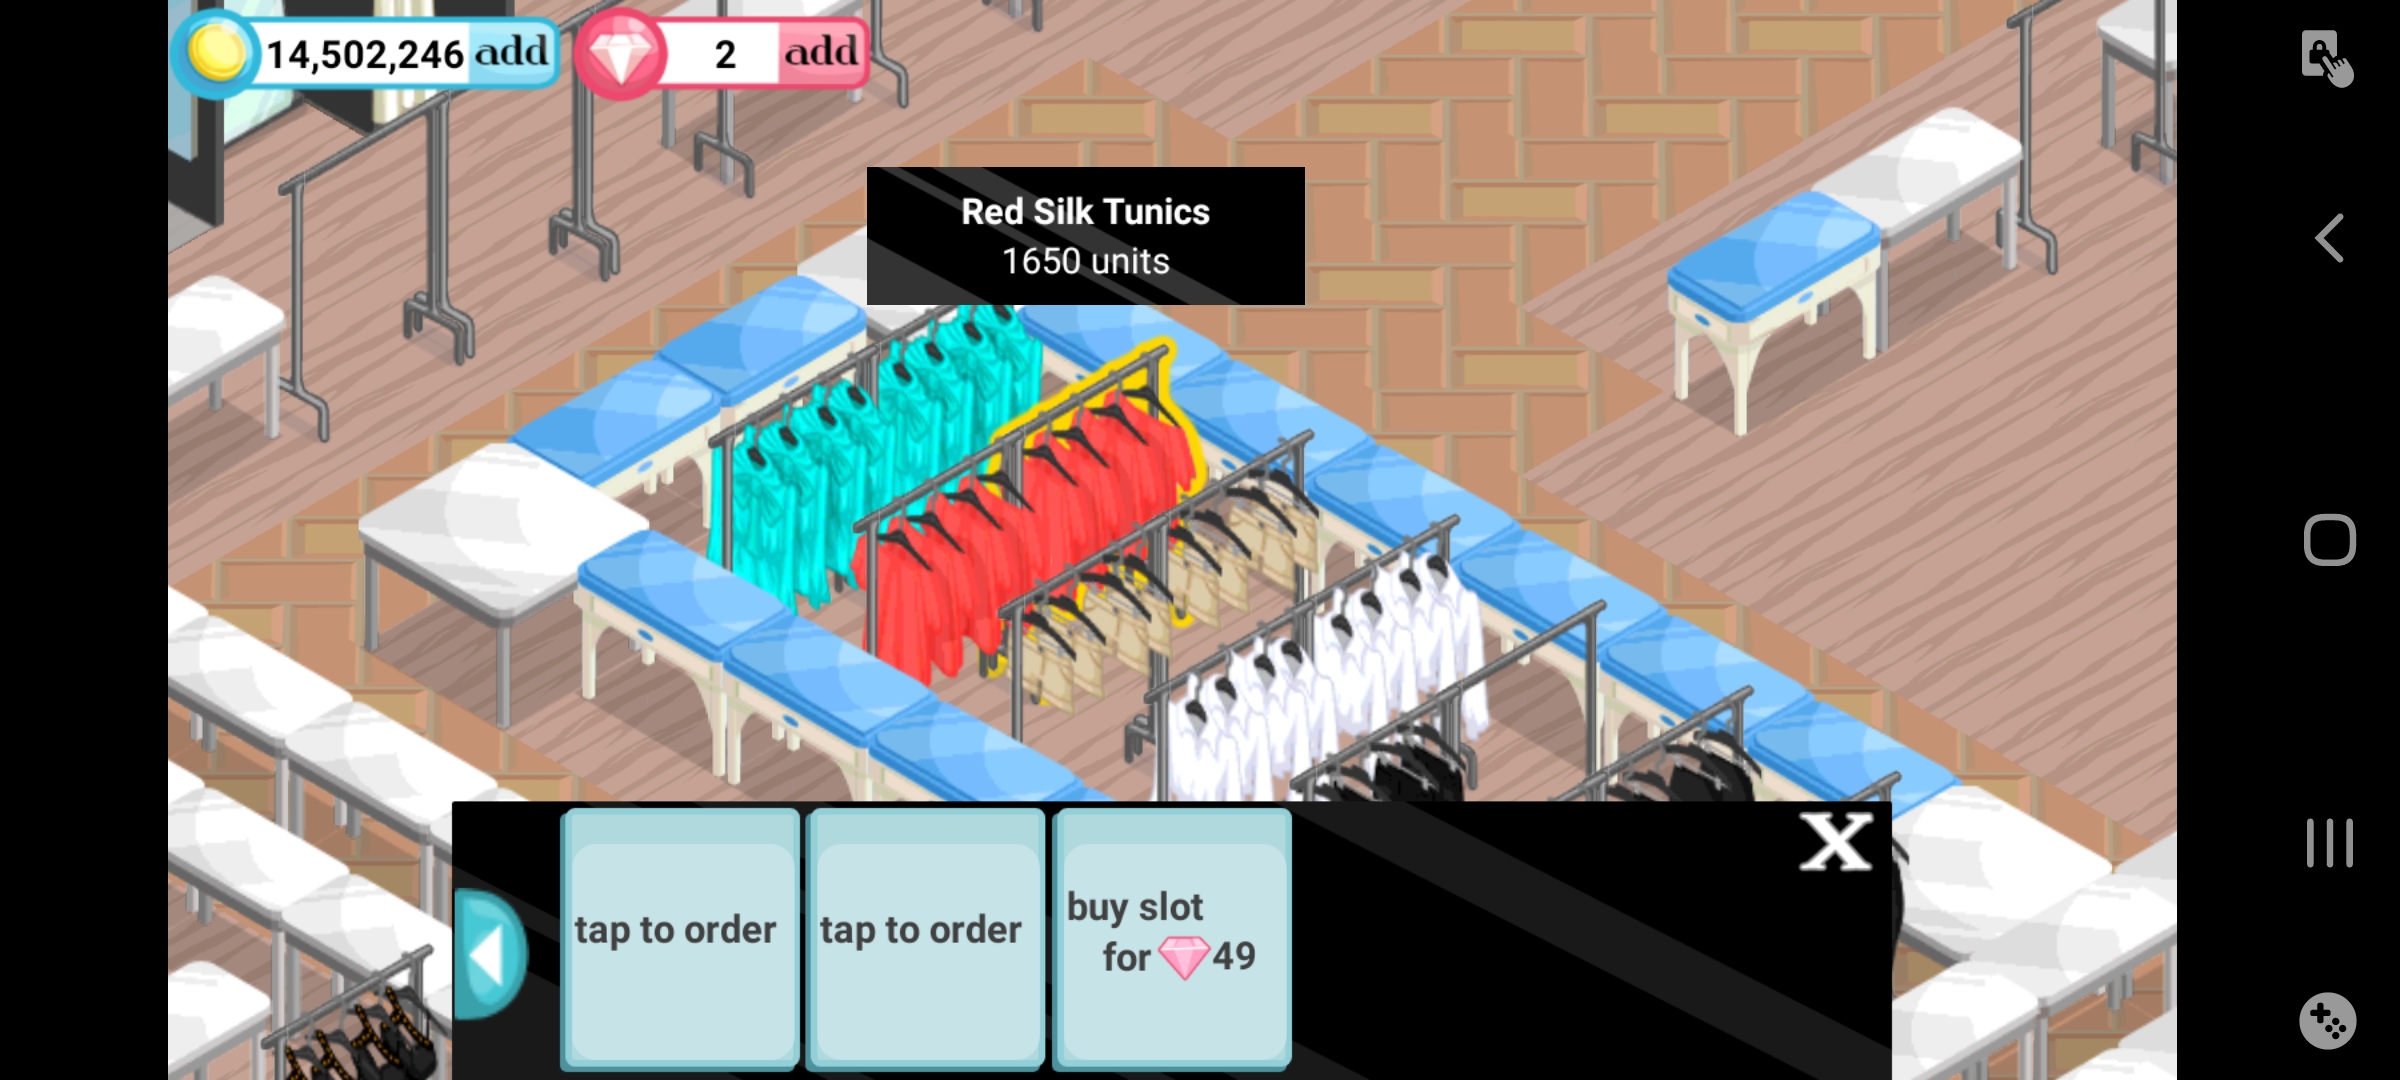 14,502,246 add
2 add
Red Silk Tunics
1650 units
X
tap to order
tap to order
buy slot
for 49